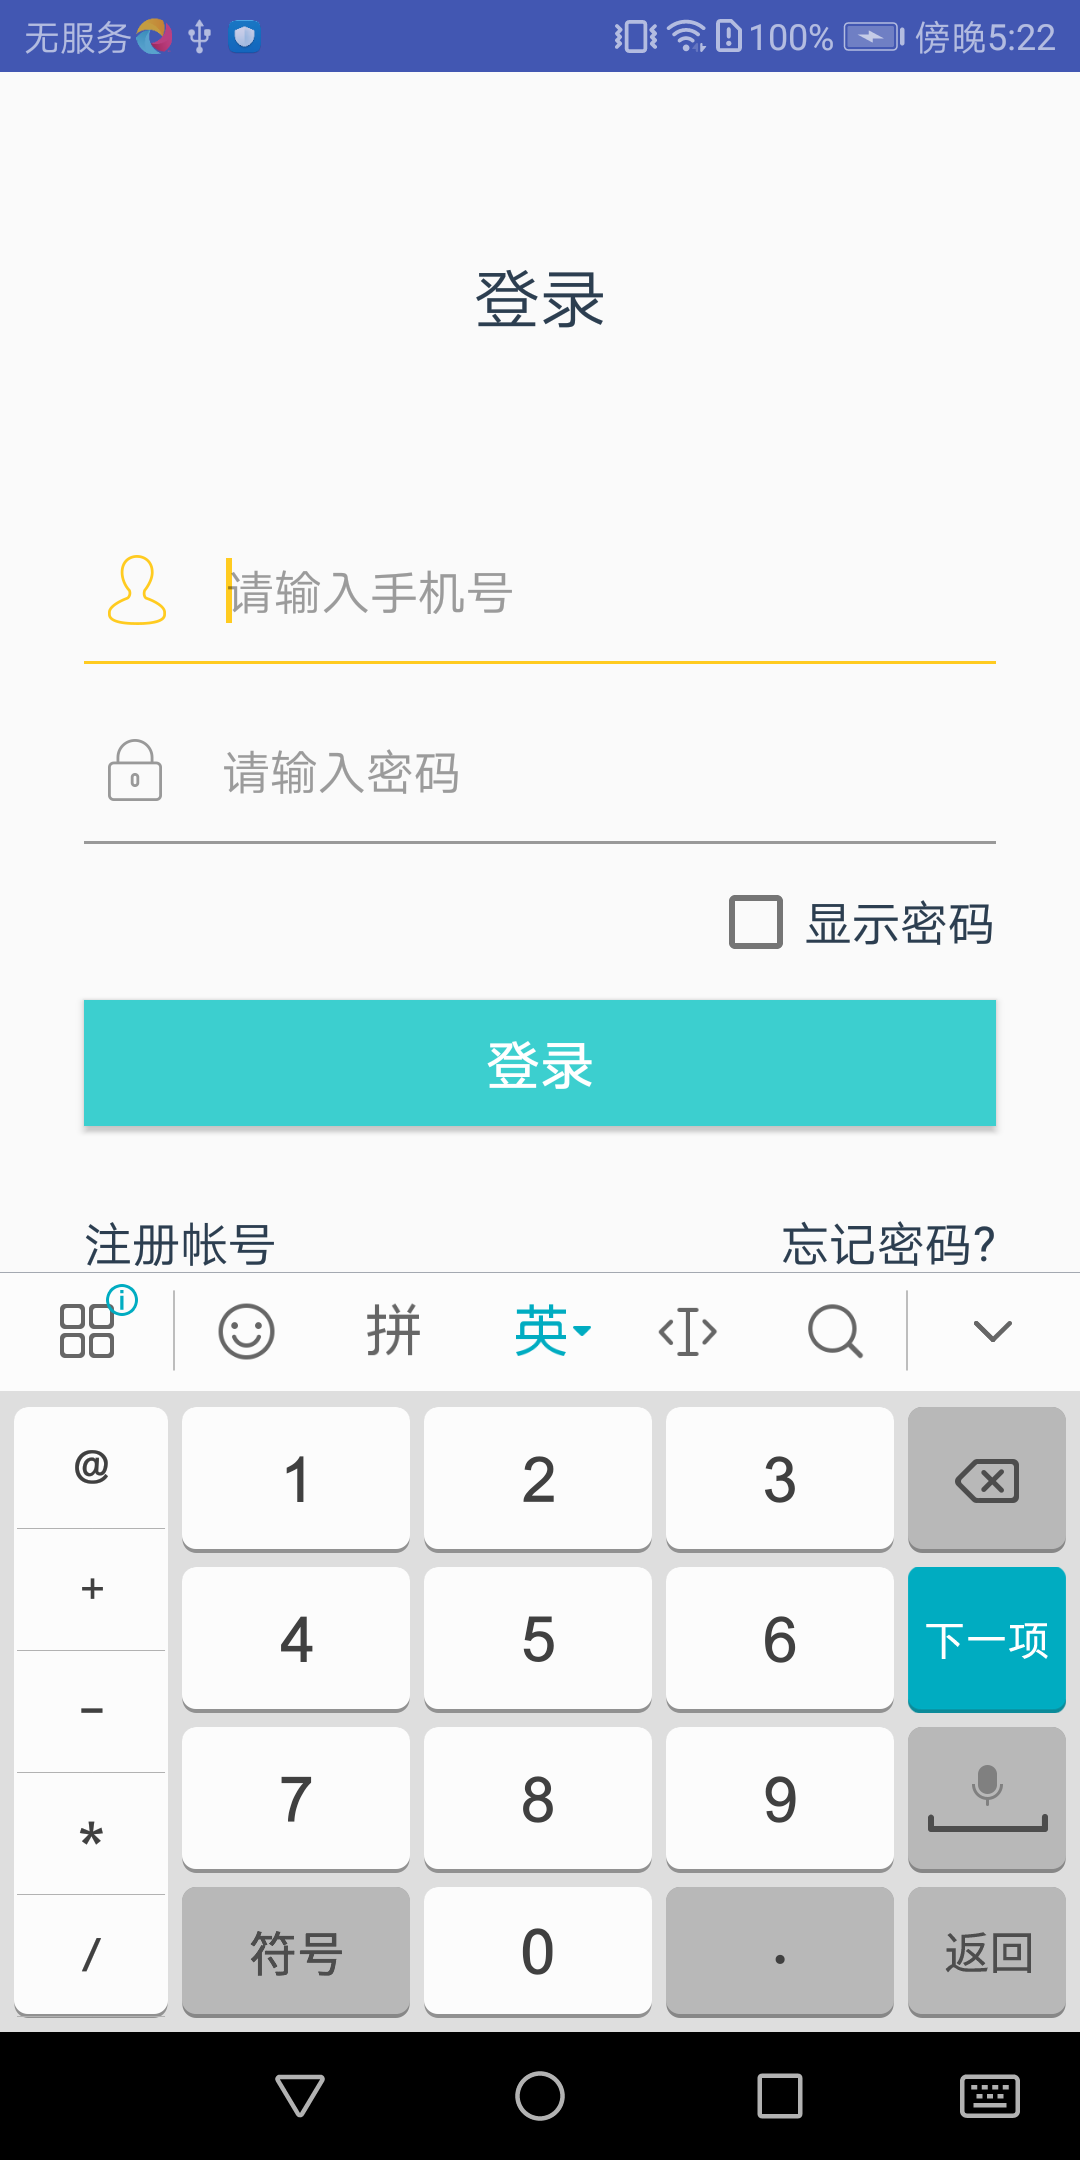 无服务 100% 傍晚5:22
登录
请输入手机号
请输入密码
显示密码
登录
注册帐号 忘记密码?
拼 英
@ 1 2 3
+ 4 5 6 下一项
- 7 8 9
*
/ 符号 0 . 返回